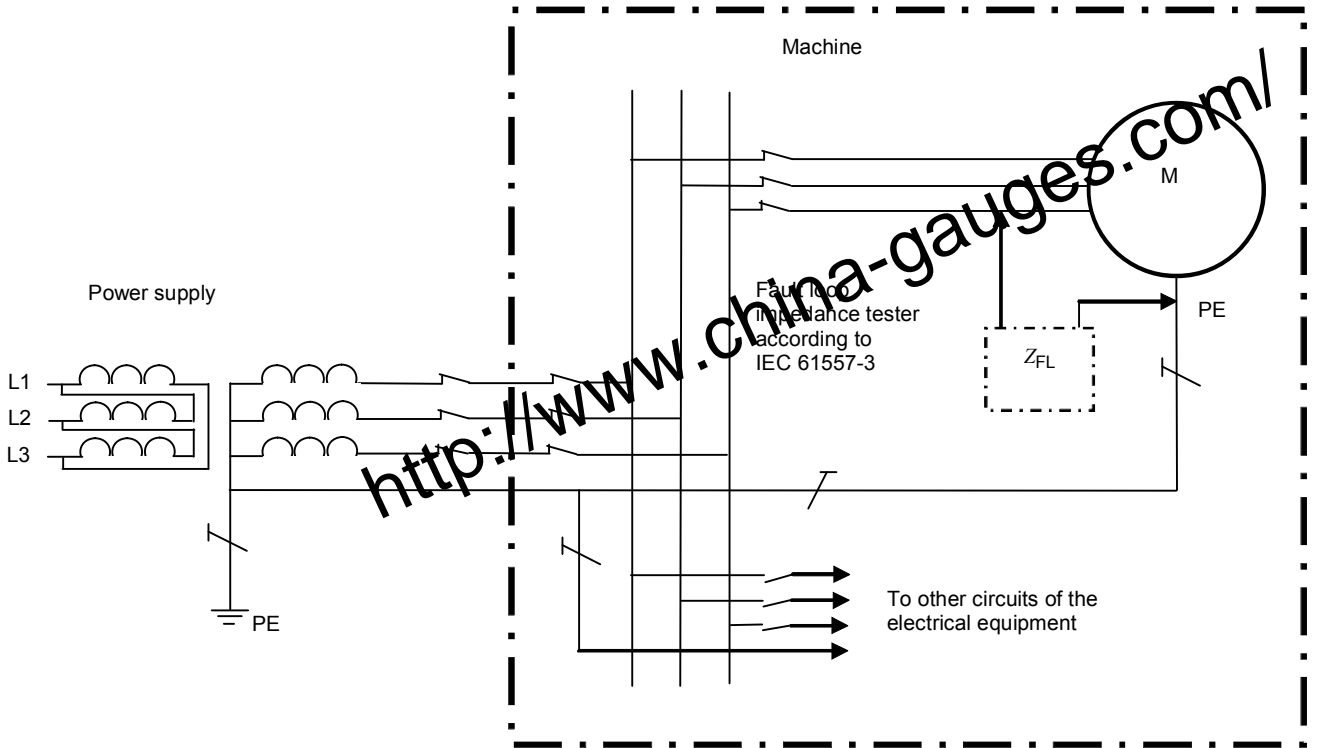 Machine
M
Power supply
Fault loop
impedance tester
according to
IEC 61557-3
PE
ZFL
L1
L2
L3
http://www.china-gauges.com/
To other circuits of the
electrical equipment
PE